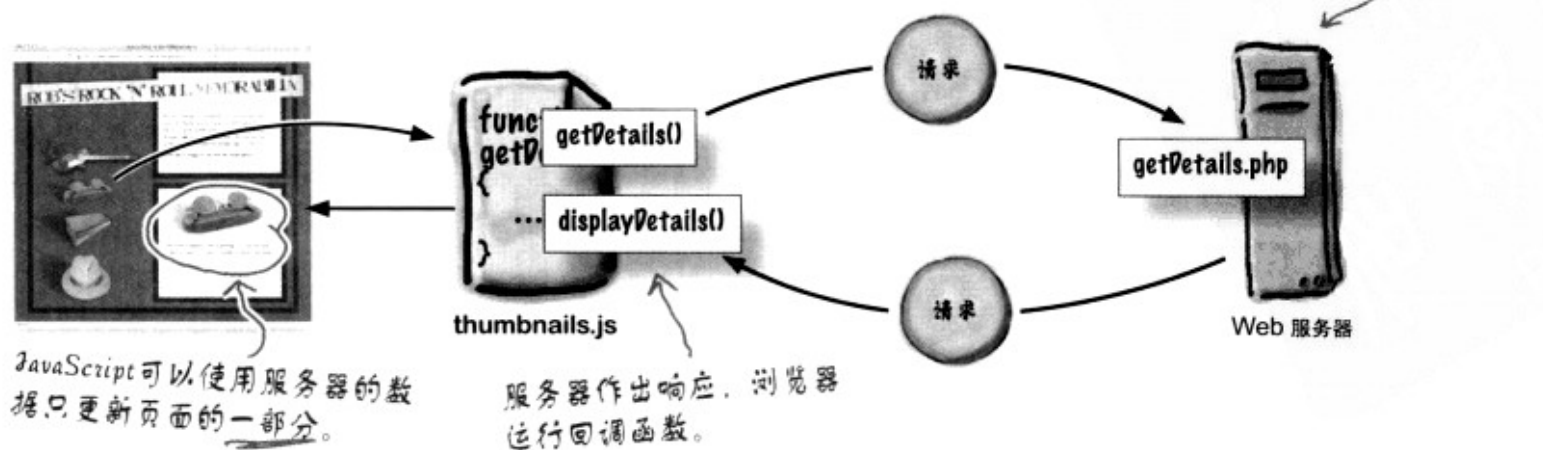 ROB'S ROCK 'N' ROLL MEMORABILIA
func
getD
{
...
}
getDetails()
displayDetails()
thumbnails.js
请求
getDetails.php
请求
Web 服务器
JavaScript可以使用服务器的数
据只更新页面的一部分。
服务器作出响应，浏览器
运行回调函数。